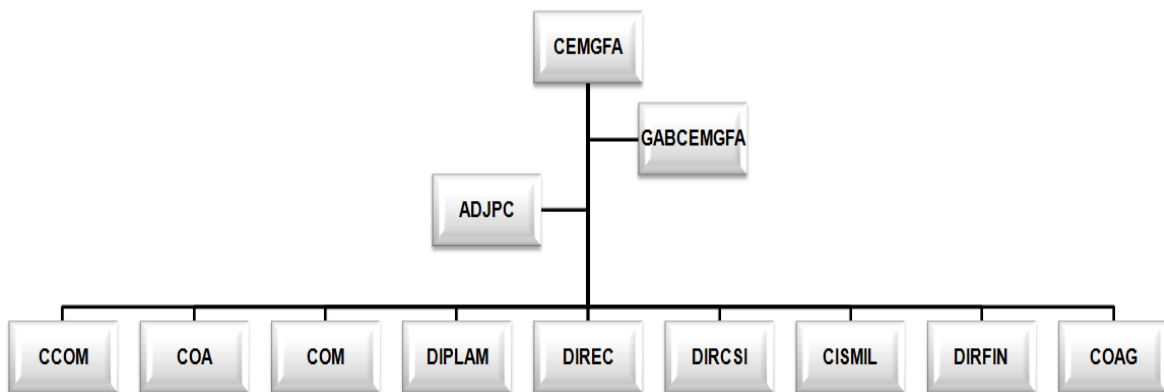 CEMGFA
GABCEMGFA
ADJPC
CCOM
COA
COM
DIPLAM
DIREC
DIRCSI
CISMIL
DIRFIN
COAG